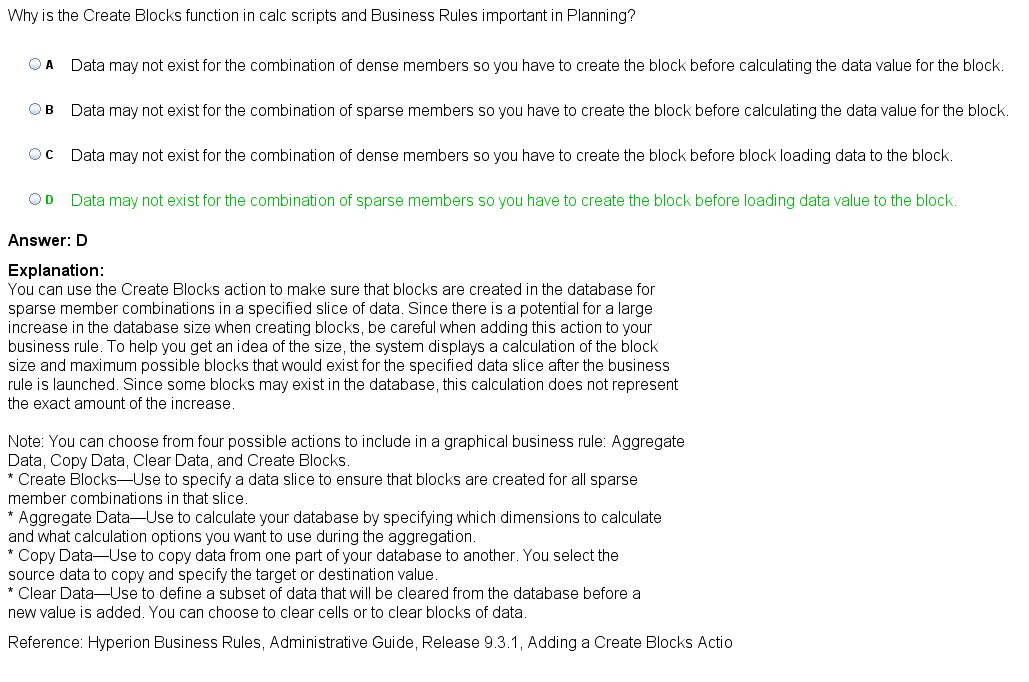 Why is the Create Blocks function in calc scripts and Business Rules important in Planning?
A Data may not exist for the combination of dense members so you have to create the block before calculating the data value for the block.
B Data may not exist for the combination of sparse members so you have to create the block before calculating the data value for the block.
C Data may not exist for the combination of dense members so you have to create the block before block loading data to the block.
D Data may not exist for the combination of sparse members so you have to create the block before loading data value to the block.
Answer: D
Explanation:
You can use the Create Blocks action to make sure that blocks are created in the database for
sparse member combinations in a specified slice of data. Since there is a potential for a large
increase in the database size when creating blocks, be careful when adding this action to your
business rule. To help you get an idea of the size, the system displays a calculation of the block
size and maximum possible blocks that would exist for the specified data slice after the business
rule is launched. Since some blocks may exist in the database, this calculation does not represent
the exact amount of the increase.
Note: You can choose from four possible actions to include in a graphical business rule: Aggregate
Data, Copy Data, Clear Data, and Create Blocks.
* Create Blocks—Use to specify a data slice to ensure that blocks are created for all sparse
member combinations in that slice.
* Aggregate Data—Use to calculate your database by specifying which dimensions to calculate
and what calculation options you want to use during the aggregation.
* Copy Data—Use to copy data from one part of your database to another. You select the
source data to copy and specify the target or destination value.
* Clear Data—Use to define a subset of data that will be cleared from the database before a
new value is added. You can choose to clear cells or to clear blocks of data.
Reference: Hyperion Business Rules, Administrative Guide, Release 9.3.1, Adding a Create Blocks Actio